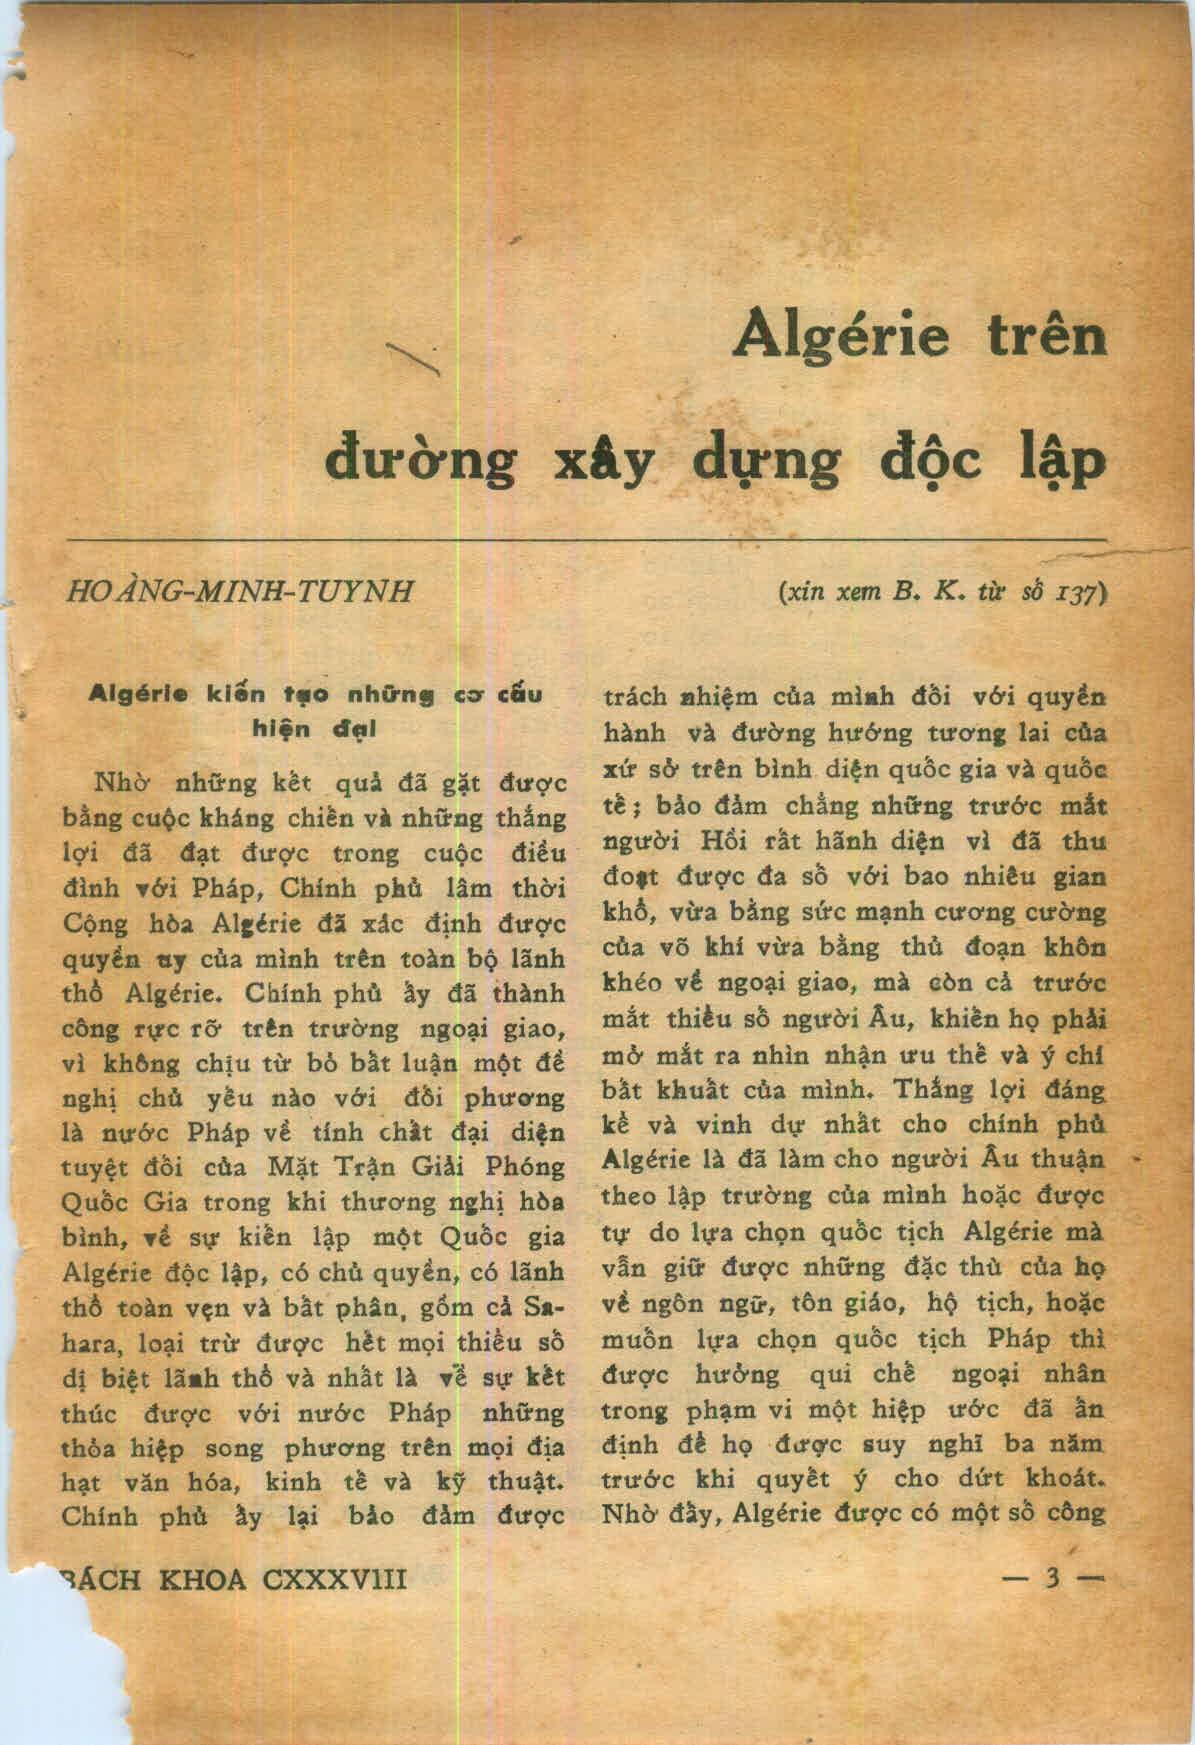 Algérie trên
đường xây dựng độc lập
HOÀNG-MINH-TUYNH
(xin xem B. K. từ số 137)
Algérie kiến tạo những cơ cấu
hiện đại
Nhờ những kết quả đã gặt được
bằng cuộc kháng chiến và những thắng
lợi đã đạt được trong cuộc điều
đình với Pháp, Chính phủ lâm thời
Cộng hòa Algérie đã xác định được
quyền uy của mình trên toàn bộ lãnh
thổ Algérie. Chính phủ ấy đã thành
công rực rỡ trên trường ngoại giao,
vì không chịu từ bỏ bất luận một đề
nghị chủ yếu nào với đối phương
là nước Pháp về tính chất đại diện
tuyệt đối của Mặt Trận Giải Phóng
Quốc Gia trong khi thương nghị hòa
bình, về sự kiến lập một Quốc gia
Algérie độc lập, có chủ quyền, có lãnh
thổ toàn vẹn và bất phân, gồm cả Sa-
hara, loại trừ được hết mọi thiểu số
dị biệt lãnh thổ và nhất là về sự kết
thúc được với nước Pháp những
thỏa hiệp song phương trên mọi địa
hạt văn hóa, kinh tế và kỹ thuật.
Chính phủ ấy lại bảo đảm được
trách nhiệm của mình đối với quyền
hành và đường hướng tương lai của
xứ sở trên bình diện quốc gia và quốc
tế; bảo đảm chẳng những trước mắt
người Hồi rất hãnh diện vì đã thu
đoạt được đa số với bao nhiêu gian
khổ, vừa bằng sức mạnh cương cường
của võ khí vừa bằng thủ đoạn khôn
khéo về ngoại giao, mà còn cả trước
mắt thiểu số người Âu, khiến họ phải
mở mắt ra nhìn nhận ưu thế và ý chí
bất khuất của mình. Thắng lợi đáng
kể và vinh dự nhất cho chính phủ
Algérie là đã làm cho người Âu thuận
theo lập trường của mình hoặc được
tự do lựa chọn quốc tịch Algérie mà
vẫn giữ được những đặc thù của họ
về ngôn ngữ, tôn giáo, hộ tịch, hoặc
muốn lựa chọn quốc tịch Pháp thì
được hưởng qui chế ngoại nhân
trong phạm vi một hiệp ước đã ấn
định để họ được suy nghĩ ba năm
trước khi quyết ý cho dứt khoát.
Nhờ đấy, Algérie được có một số công
BÁCH KHOA CXXXVIII
— 3 —